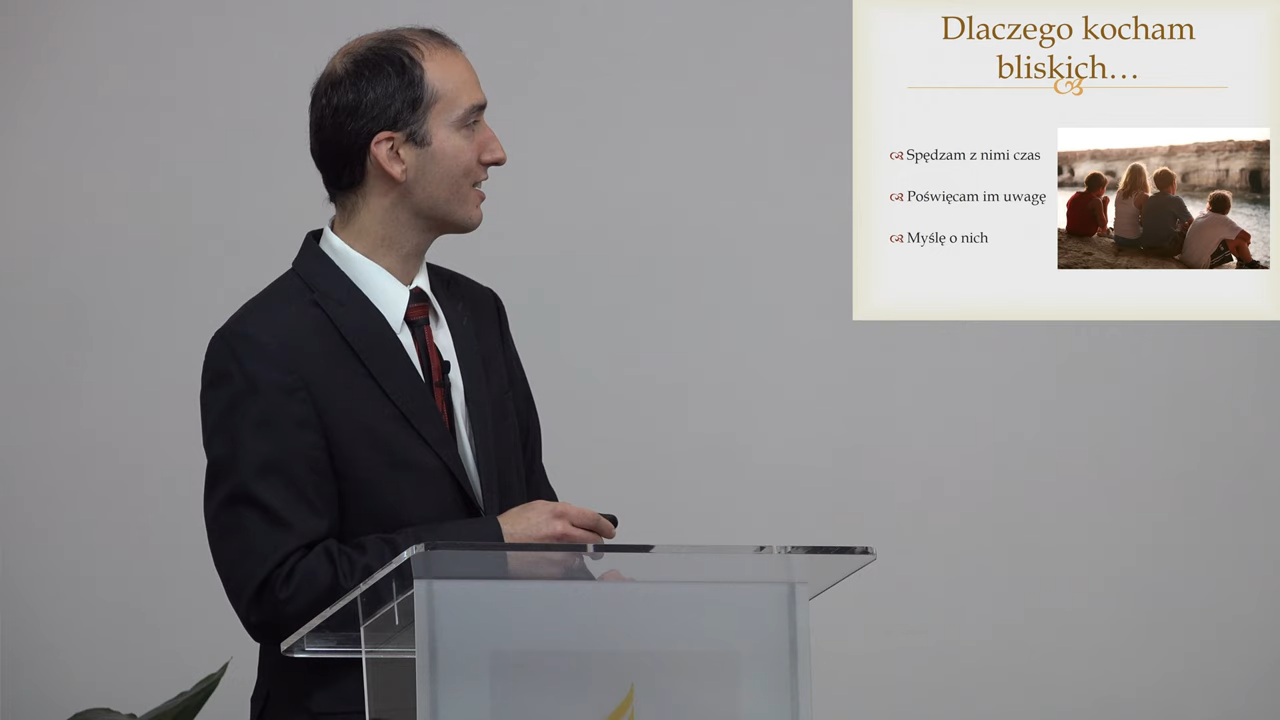 Dlaczego kocham
bliskich…
Spędzam z nimi czas
Poświęcam im uwagę
Myślę o nich